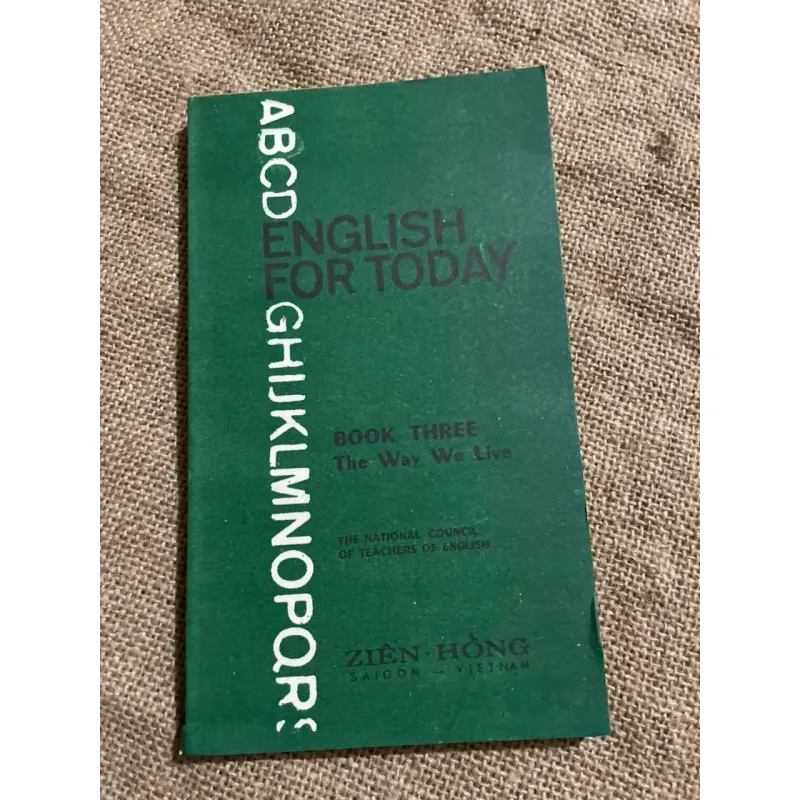 ABCD
ENGLISH
FOR TODAY
GHIJKLMNOPQRS
BOOK THREE
The Way We Live
THE NATIONAL COUNCIL
OF TEACHERS OF ENGLISH
ZIÊN · HỒNG
SAIGON — VIETNAM